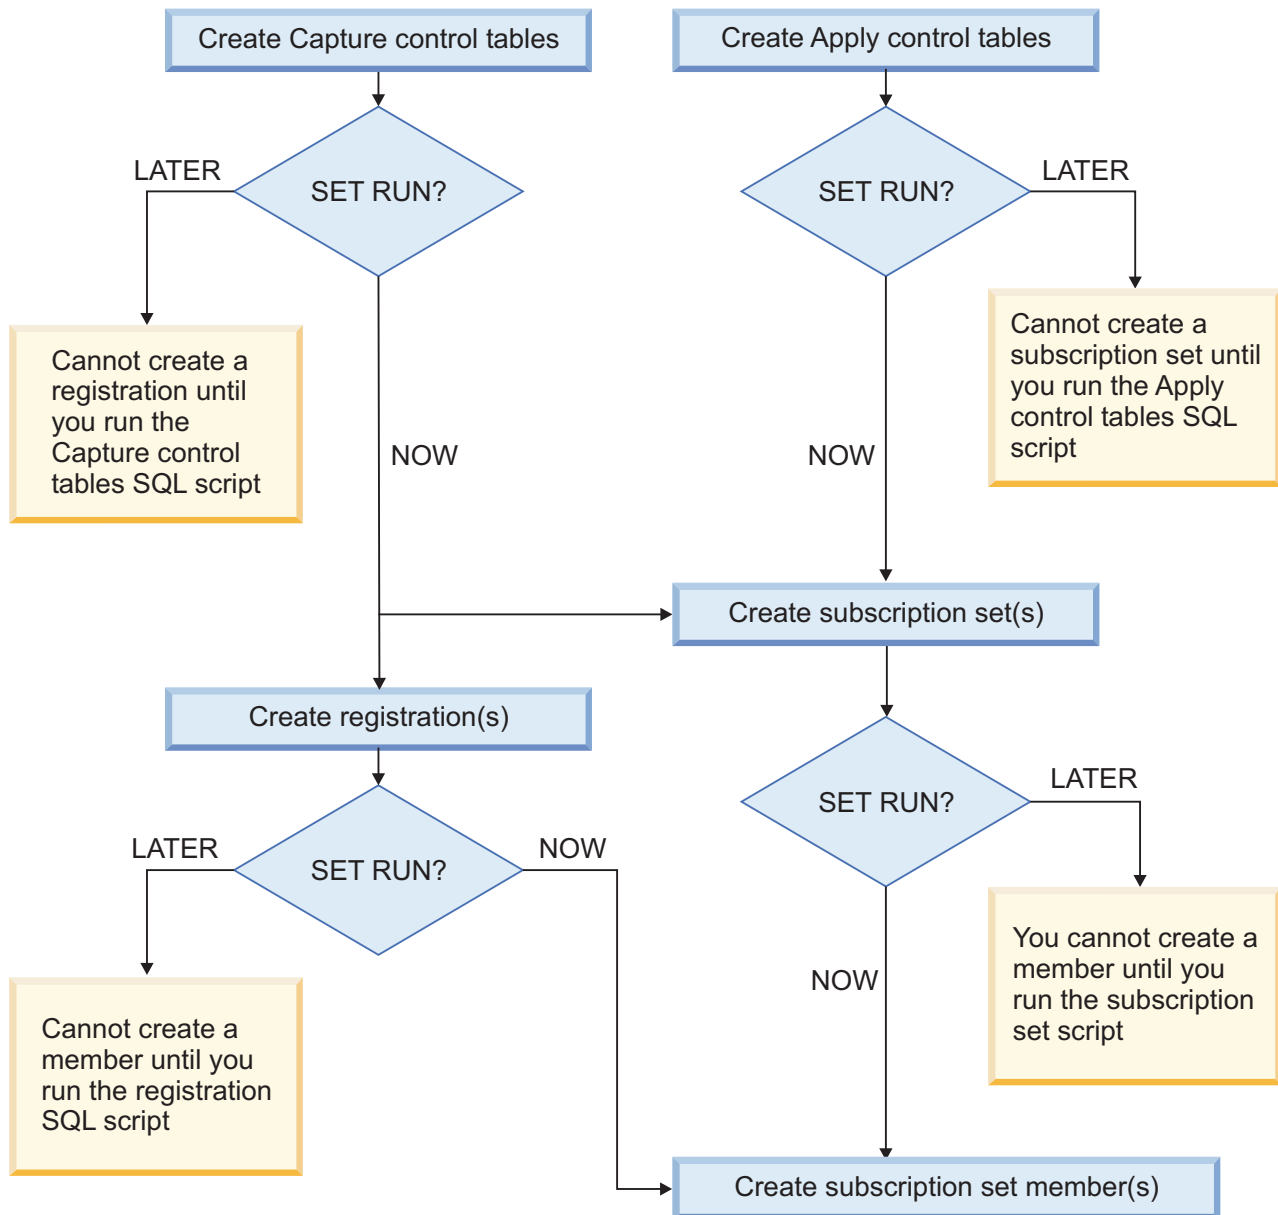 Create Capture control tables
Create Apply control tables
SET RUN?
LATER
SET RUN?
LATER
Cannot create a
registration until
you run the
Capture control
tables SQL script
NOW
NOW
Cannot create a
subscription set until
you run the Apply
control tables SQL
script
Create subscription set(s)
Create registration(s)
SET RUN?
LATER
NOW
SET RUN?
LATER
Cannot create a
member until you
run the registration
SQL script
NOW
You cannot create a
member until you
run the subscription
set script
Create subscription set member(s)